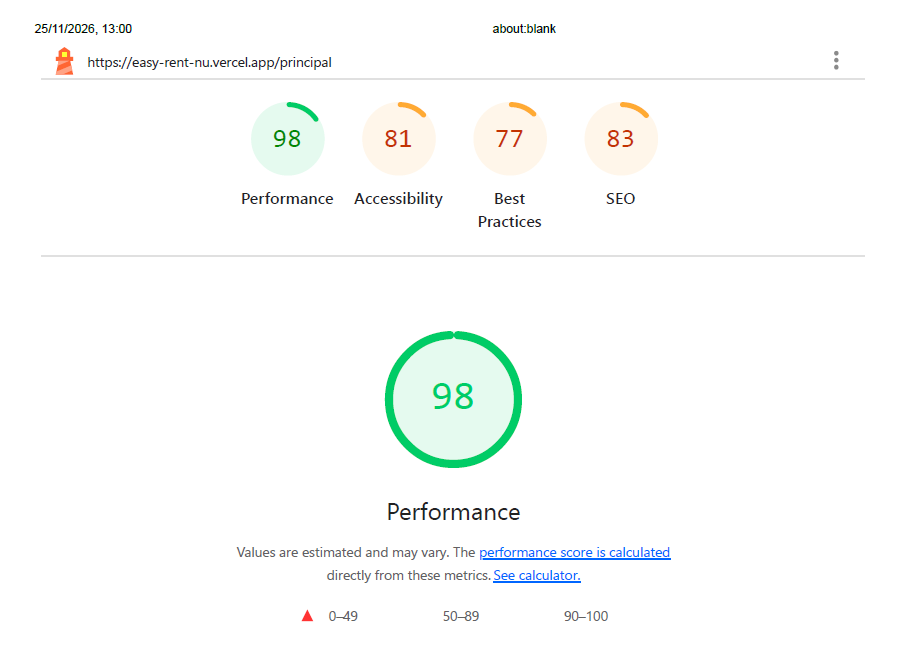 25/11/2026, 13:00 about:blank
https://easy-rent-nu.vercel.app/principal
98 81 77 83
Performance Accessibility Best Practices SEO
98
Performance
Values are estimated and may vary. The performance score is calculated
directly from these metrics. See calculator.
0–49 50–89 90–100